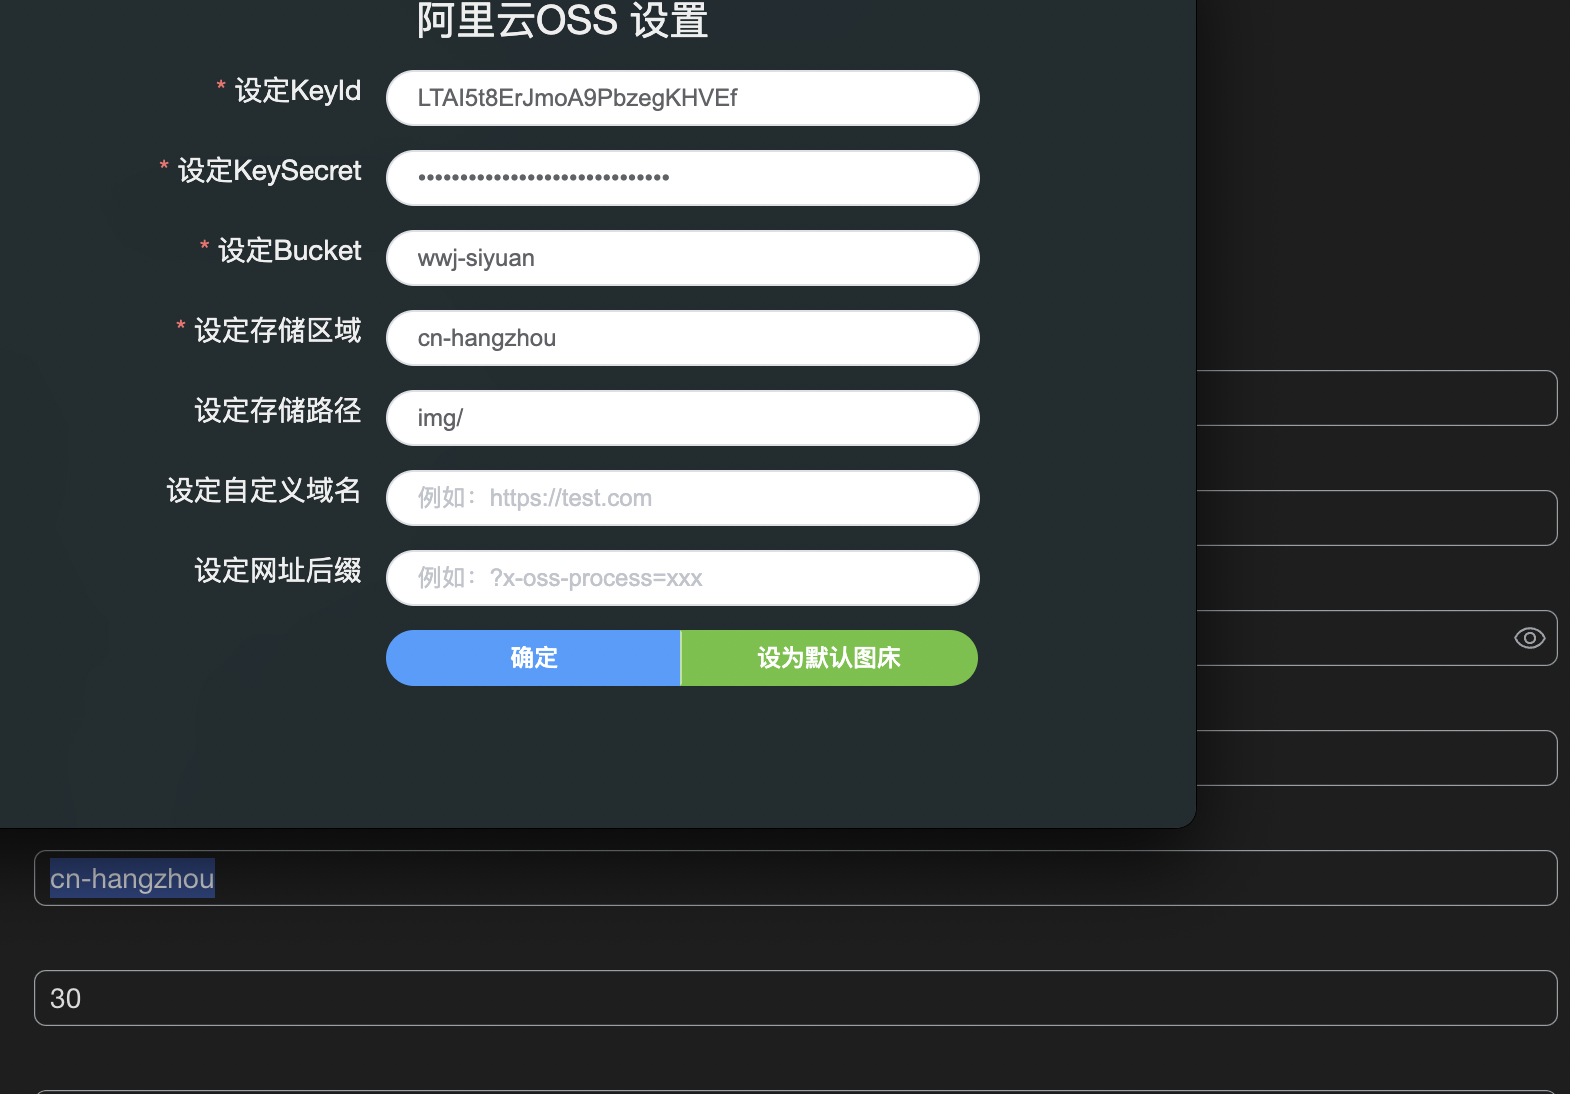 阿里云OSS 设置
* 设定KeyId
LTAI5t8ErJmoA9PbzegKHVEf
* 设定KeySecret
••••••••••••••••••••••••••••••
* 设定Bucket
wwj-siyuan
* 设定存储区域
cn-hangzhou
设定存储路径
img/
设定自定义域名
例如：https://test.com
设定网址后缀
例如：?x-oss-process=xxx
确定
设为默认图床
cn-hangzhou
30